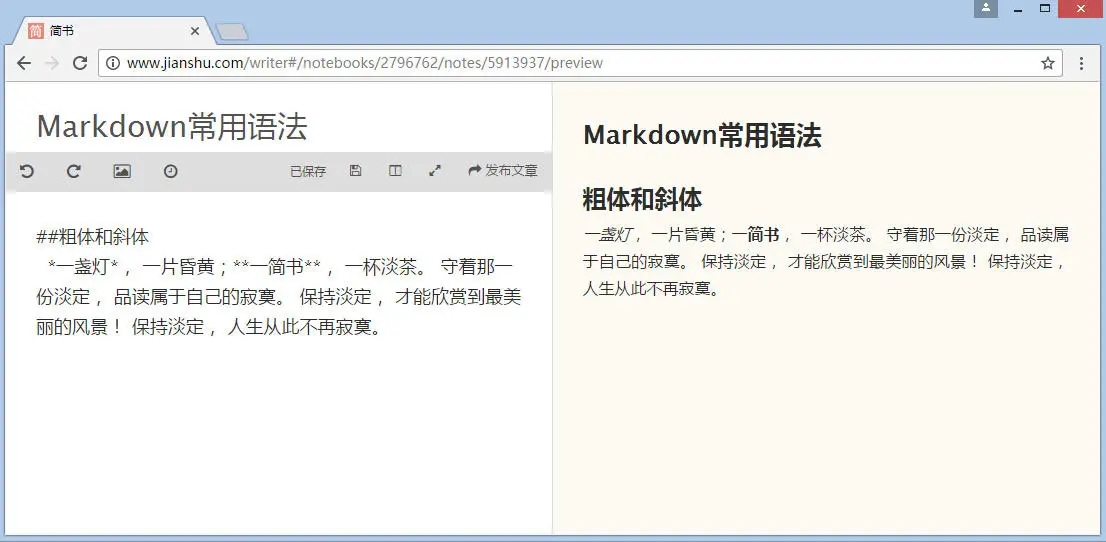 简 简书
www.jianshu.com/writer#/notebooks/2796762/notes/5913937/preview
Markdown常用语法
已保存 发布文章
##粗体和斜体
*一盏灯*，一片昏黄；**一简书**，一杯淡茶。 守着那一
份淡定， 品读属于自己的寂寞。 保持淡定， 才能欣赏到最美
丽的风景！ 保持淡定， 人生从此不再寂寞。
Markdown常用语法
粗体和斜体
一盏灯，一片昏黄；一简书，一杯淡茶。 守着那一份淡定， 品读属
于自己的寂寞。 保持淡定， 才能欣赏到最美丽的风景！ 保持淡定，
人生从此不再寂寞。